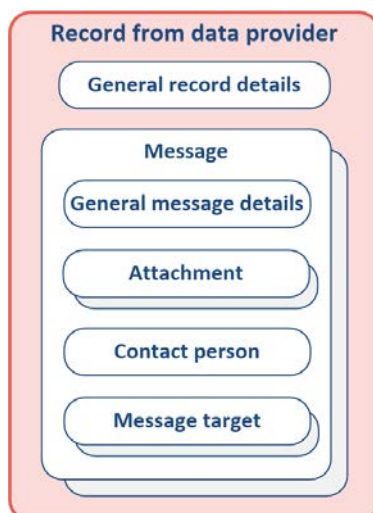 Record from data provider
General record details
Message
General message details
Attachment
Contact person
Message target